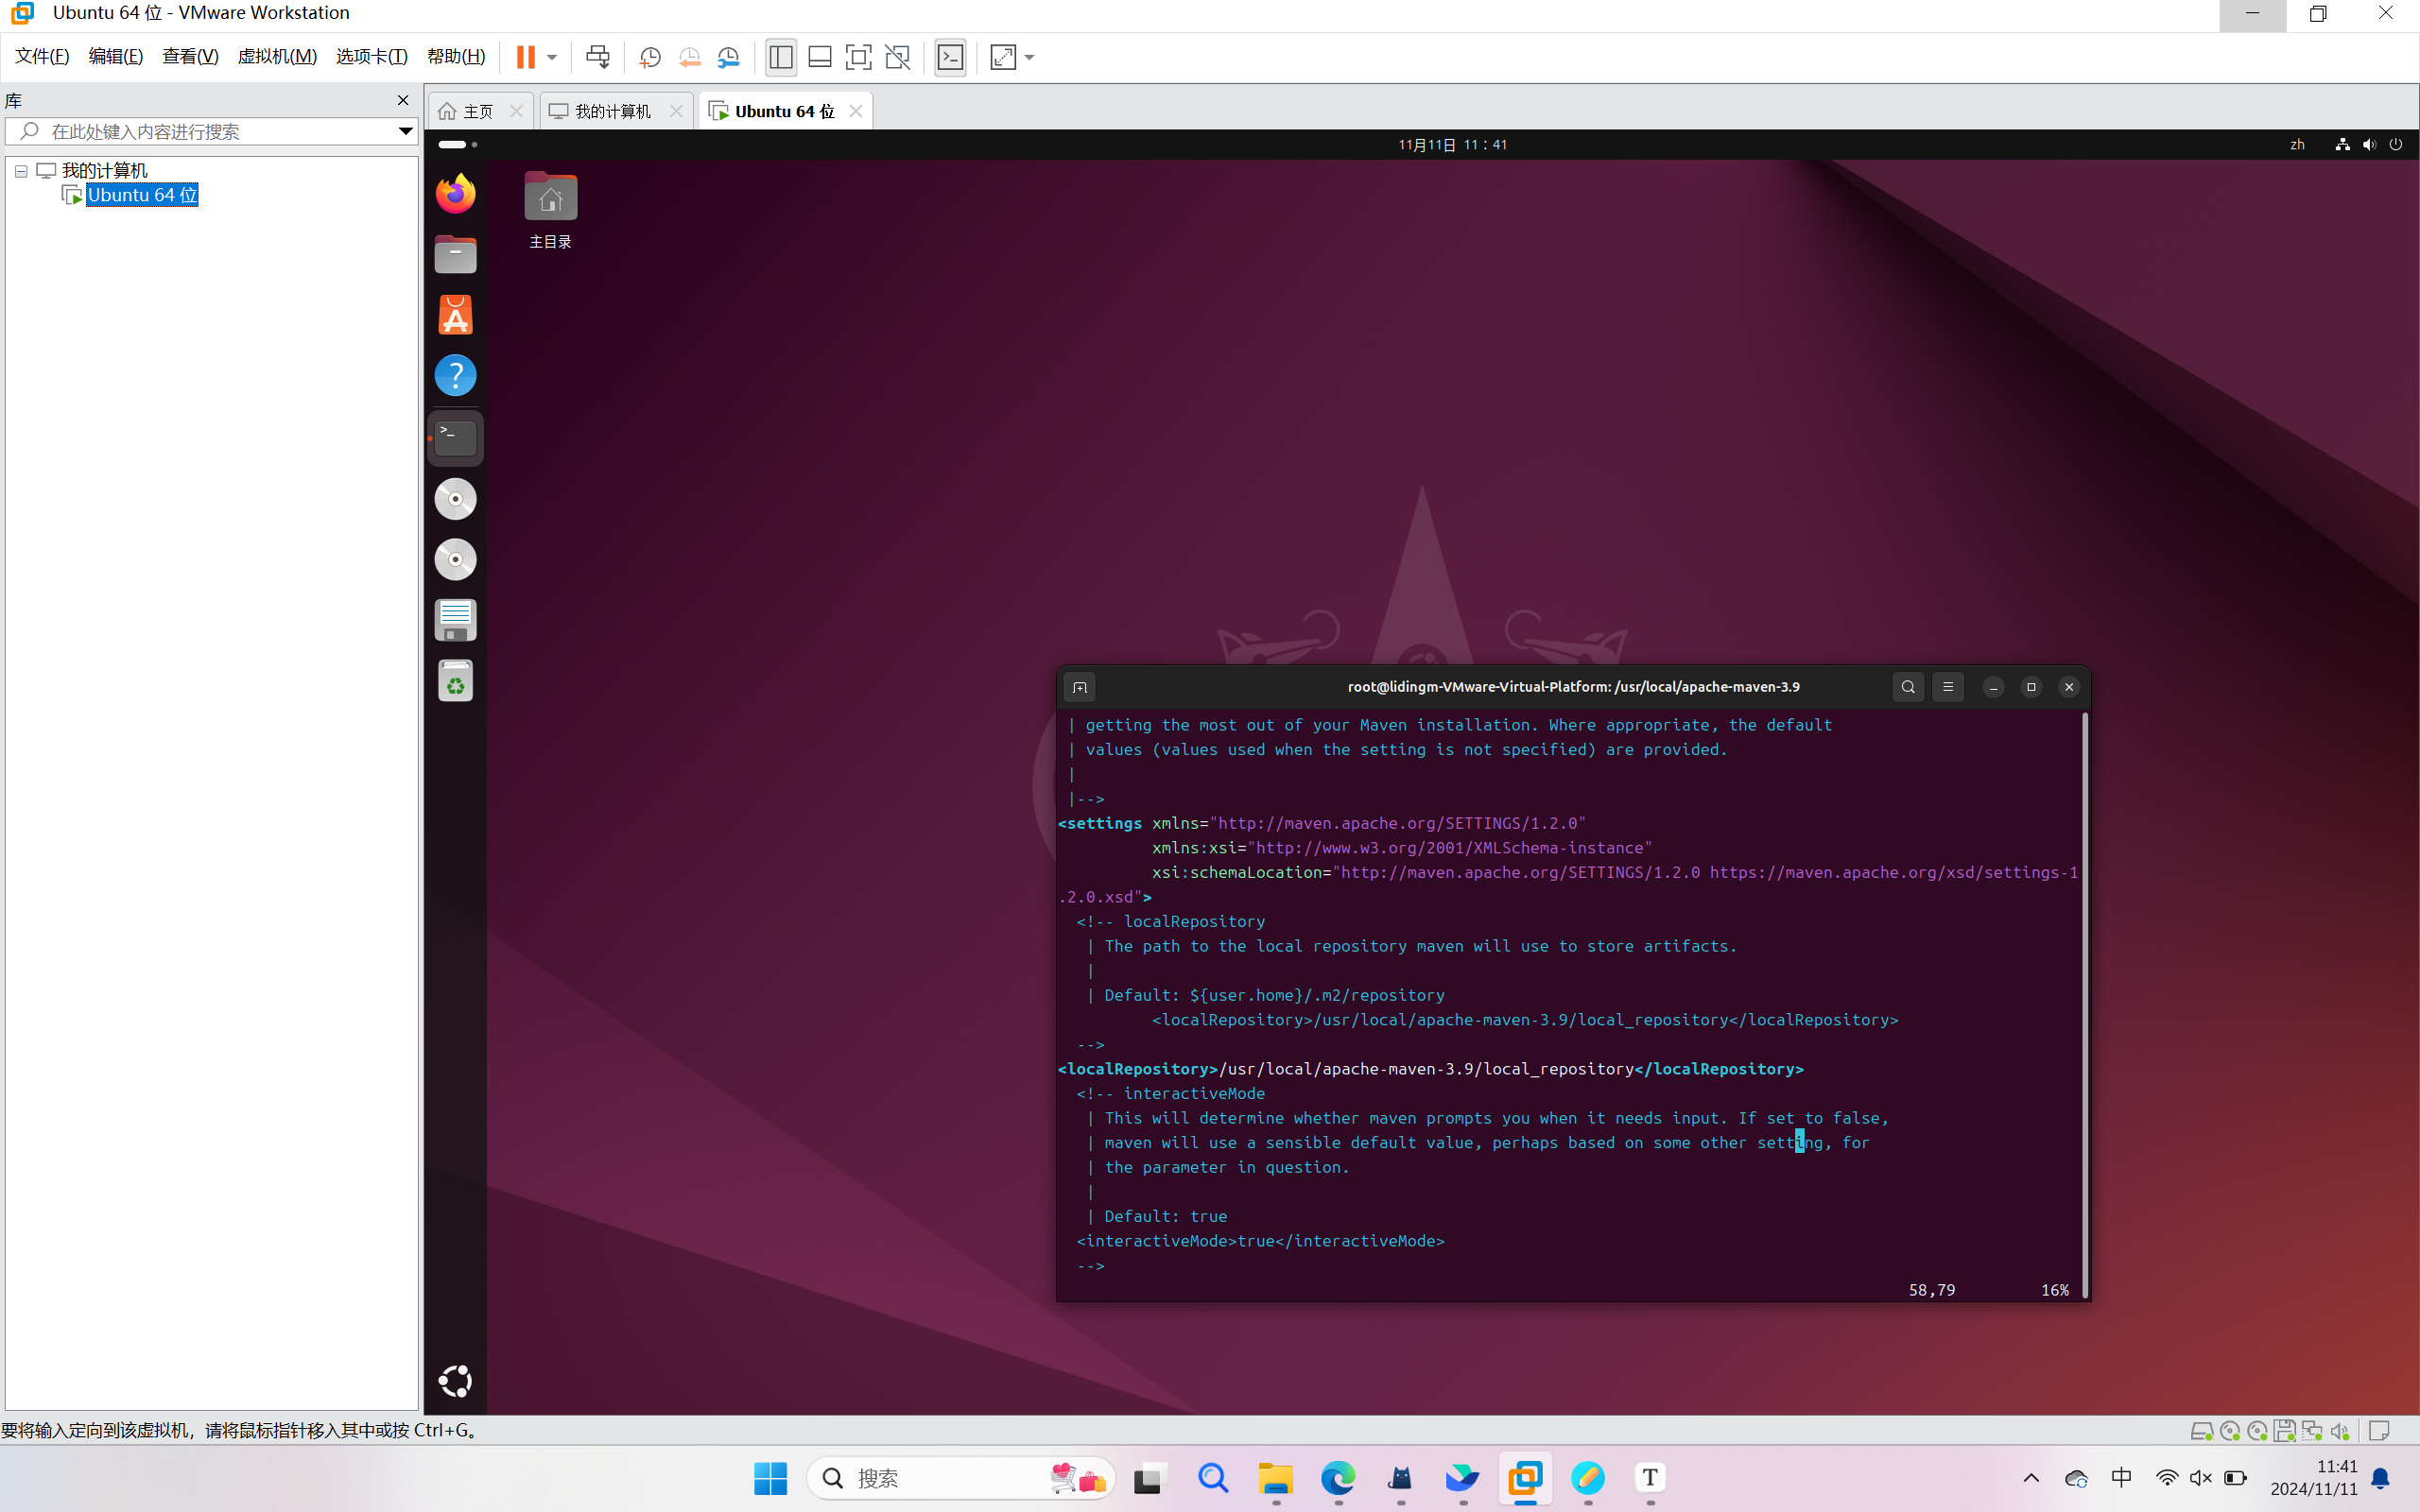 Ubuntu 64 位 - VMware Workstation
文件(F) 编辑(E) 查看(V) 虚拟机(M) 选项卡(T) 帮助(H)
库
在此处键入内容进行搜索
我的计算机
Ubuntu 64 位
主页 我的计算机 Ubuntu 64 位
11月11日 11：41
zh
主目录
root@lidingm-VMware-Virtual-Platform: /usr/local/apache-maven-3.9
| getting the most out of your Maven installation. Where appropriate, the default
| values (values used when the setting is not specified) are provided.
|
|-->
<settings xmlns="http://maven.apache.org/SETTINGS/1.2.0"
xmlns:xsi="http://www.w3.org/2001/XMLSchema-instance"
xsi:schemaLocation="http://maven.apache.org/SETTINGS/1.2.0 https://maven.apache.org/xsd/settings-1
.2.0.xsd">
<!-- localRepository
| The path to the local repository maven will use to store artifacts.
|
| Default: ${user.home}/.m2/repository
<localRepository>/usr/local/apache-maven-3.9/local_repository</localRepository>
-->
<localRepository>/usr/local/apache-maven-3.9/local_repository</localRepository>
<!-- interactiveMode
| This will determine whether maven prompts you when it needs input. If set to false,
| maven will use a sensible default value, perhaps based on some other setting, for
| the parameter in question.
|
| Default: true
<interactiveMode>true</interactiveMode>
-->
58,79 16%
要将输入定向到该虚拟机，请将鼠标指针移入其中或按 Ctrl+G。
搜索
T
中
11:41
2024/11/11